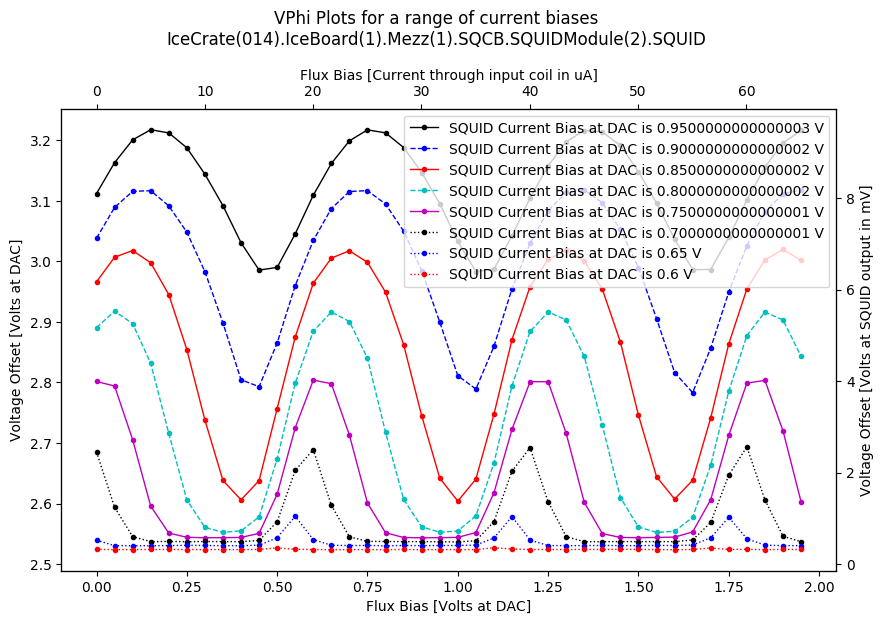 VPhi Plots for a range of current biases
IceCrate(014).IceBoard(1).Mezz(1).SQCB.SQUIDModule(2).SQUID
Flux Bias [Current through input coil in uA]
0 10 20 30 40 50 60
SQUID Current Bias at DAC is 0.9500000000000003 V
SQUID Current Bias at DAC is 0.9000000000000002 V
SQUID Current Bias at DAC is 0.8500000000000002 V
SQUID Current Bias at DAC is 0.8000000000000002 V
SQUID Current Bias at DAC is 0.7500000000000001 V
SQUID Current Bias at DAC is 0.7000000000000001 V
SQUID Current Bias at DAC is 0.65 V
SQUID Current Bias at DAC is 0.6 V
Voltage Offset [Volts at DAC]
3.2
3.1
3.0
2.9
2.8
2.7
2.6
2.5
8
6
4
2
0
Voltage Offset [Volts at SQUID output in mV]
0.00 0.25 0.50 0.75 1.00 1.25 1.50 1.75 2.00
Flux Bias [Volts at DAC]